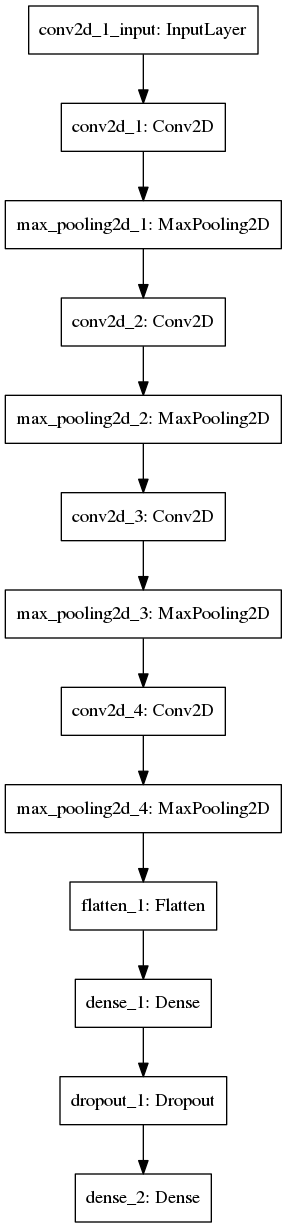 conv2d_1_input: InputLayer
conv2d_1: Conv2D
max_pooling2d_1: MaxPooling2D
conv2d_2: Conv2D
max_pooling2d_2: MaxPooling2D
conv2d_3: Conv2D
max_pooling2d_3: MaxPooling2D
conv2d_4: Conv2D
max_pooling2d_4: MaxPooling2D
flatten_1: Flatten
dense_1: Dense
dropout_1: Dropout
dense_2: Dense